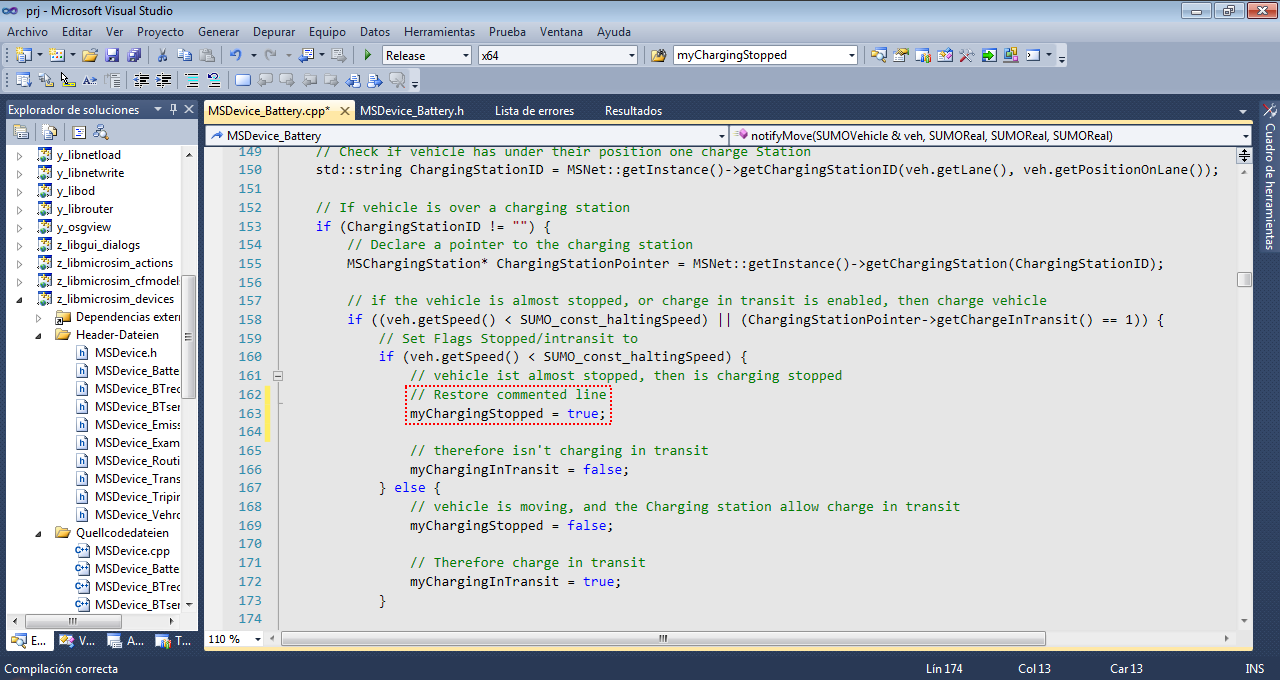 prj - Microsoft Visual Studio
Archivo Editar Ver Proyecto Generar Depurar Equipo Datos Herramientas Prueba Ventana Ayuda
Release x64 myChargingStopped
Explorador de soluciones
MSDevice_Battery.cpp* MSDevice_Battery.h Lista de errores Resultados
MSDevice_Battery notifyMove(SUMOVehicle & veh, SUMOReal, SUMOReal, SUMOReal)
y_libnetload
y_libnetwrite
y_libod
y_librouter
y_osgview
z_libgui_dialogs
z_libmicrosim_actions
z_libmicrosim_cfmodel
z_libmicrosim_devices
Dependencias extern
Header-Dateien
MSDevice.h
MSDevice_Batte
MSDevice_BTrec
MSDevice_BTser
MSDevice_Emiss
MSDevice_Exam
MSDevice_Routi
MSDevice_Trans
MSDevice_Tripin
MSDevice_Vehro
Quellcodedateien
MSDevice.cpp
MSDevice_Batte
MSDevice_BTrec
MSDevice_BTser
E... V... A... T...
149 // Check if vehicle has under their position one charge Station
150 std::string ChargingStationID = MSNet::getInstance()->getChargingStationID(veh.getLane(), veh.getPositionOnLane());
151
152 // If vehicle is over a charging station
153 if (ChargingStationID != "") {
154 // Declare a pointer to the charging station
155 MSChargingStation* ChargingStationPointer = MSNet::getInstance()->getChargingStation(ChargingStationID);
156
157 // if the vehicle is almost stopped, or charge in transit is enabled, then charge vehicle
158 if ((veh.getSpeed() < SUMO_const_haltingSpeed) || (ChargingStationPointer->getChargeInTransit() == 1)) {
159 // Set Flags Stopped/intransit to
160 if (veh.getSpeed() < SUMO_const_haltingSpeed) {
161 // vehicle ist almost stopped, then is charging stopped
162 // Restore commented line
163 myChargingStopped = true;
164
165 // therefore isn't charging in transit
166 myChargingInTransit = false;
167 } else {
168 // vehicle is moving, and the Charging station allow charge in transit
169 myChargingStopped = false;
170
171 // Therefore charge in transit
172 myChargingInTransit = true;
173 }
174
110 %
Cuadro de herramientas
Compilación correcta Lín 174 Col 13 Car 13 INS